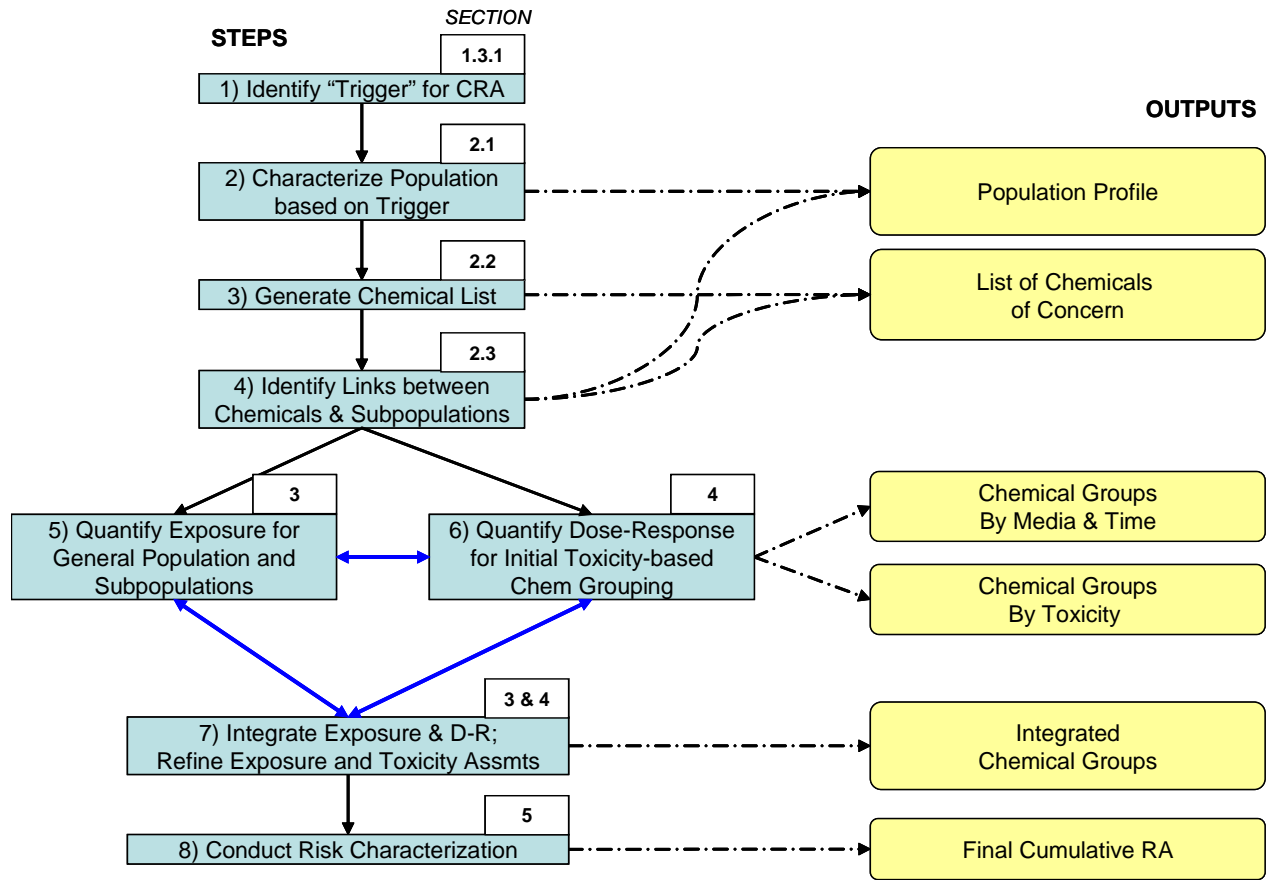 SECTION
STEPS
1.3.1
1) Identify “Trigger” for CRA
OUTPUTS
2.1
2) Characterize Population
based on Trigger
Population Profile
2.2
3) Generate Chemical List
List of Chemicals
of Concern
2.3
4) Identify Links between
Chemicals & Subpopulations
3
5) Quantify Exposure for
General Population and
Subpopulations
4
6) Quantify Dose-Response
for Initial Toxicity-based
Chem Grouping
Chemical Groups
By Media & Time
Chemical Groups
By Toxicity
3 & 4
7) Integrate Exposure & D-R;
Refine Exposure and Toxicity Assmts
Integrated
Chemical Groups
5
8) Conduct Risk Characterization
Final Cumulative RA